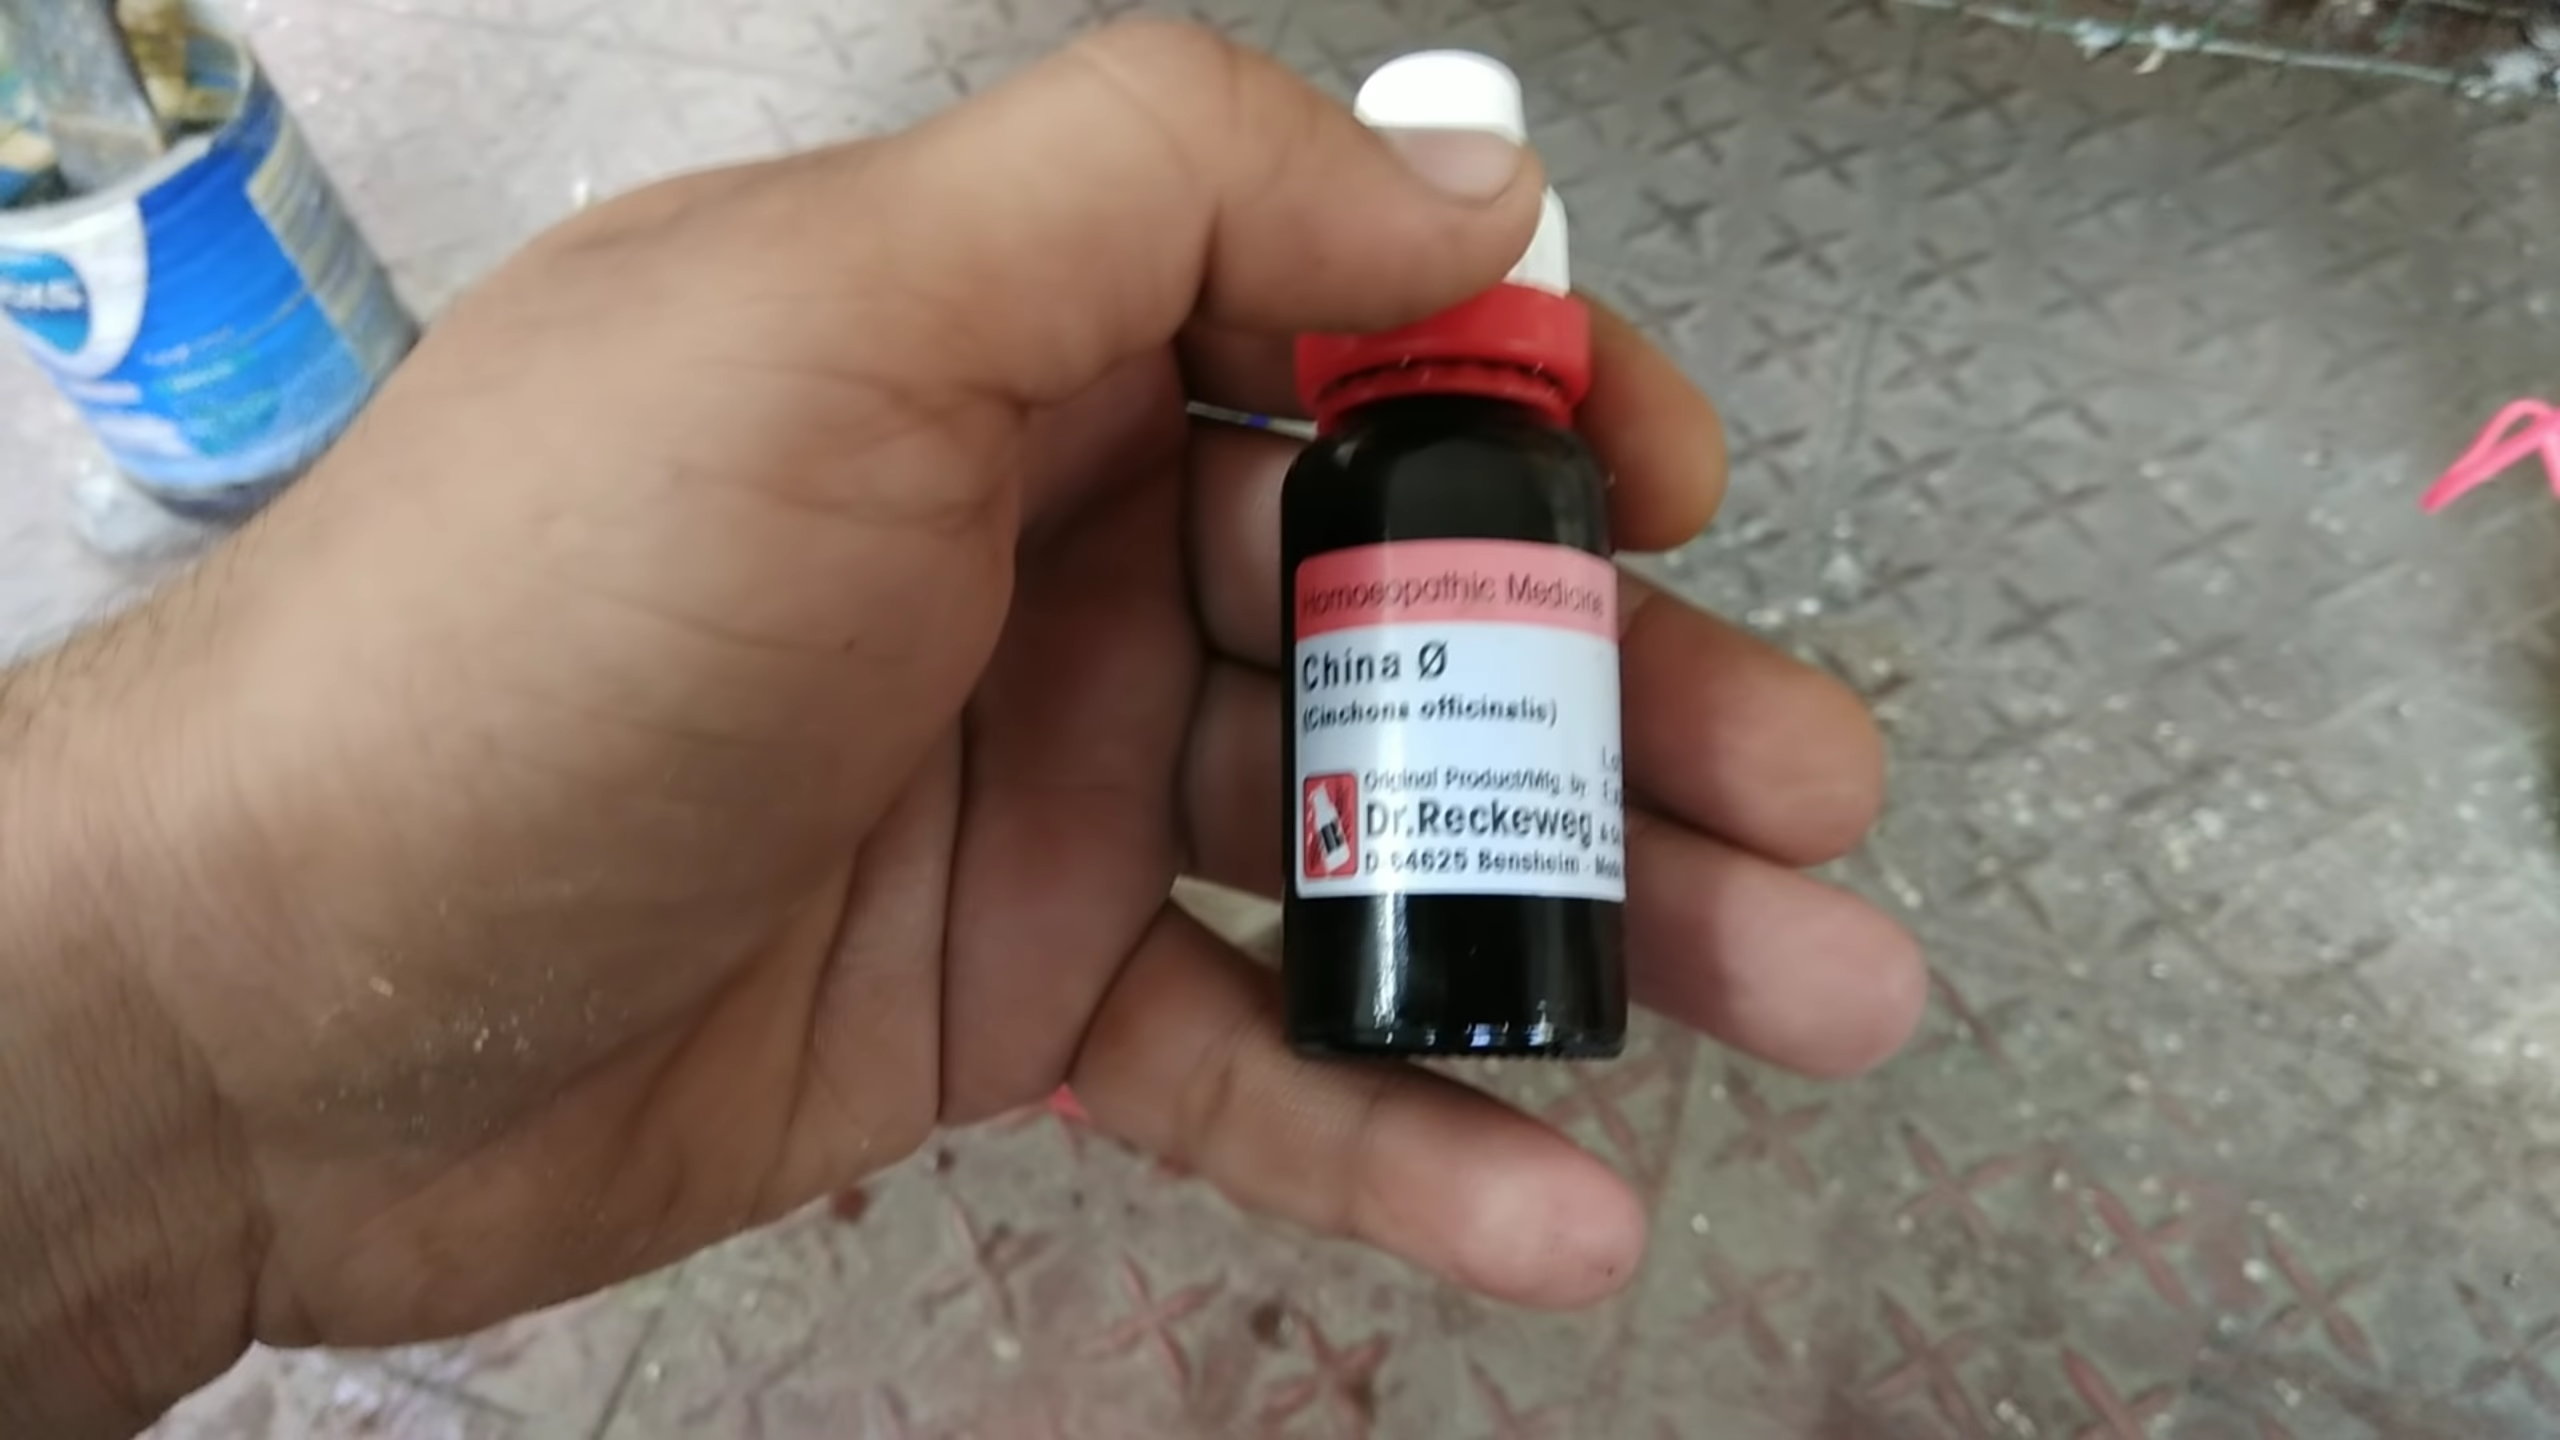 Homoeopathic Medicine
China Ø
(Cinchona officinalis)
Original Product/Mfg. by
Dr.Reckeweg
D 64625 Bensheim -